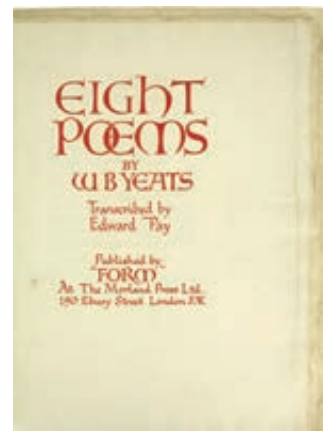 EIGHT
POEMS
BY
W B YEATS
Transcribed by
Edward Pay
Published by
FORM
At The Morland Press Ltd.
190 Ebury Street London S.W.